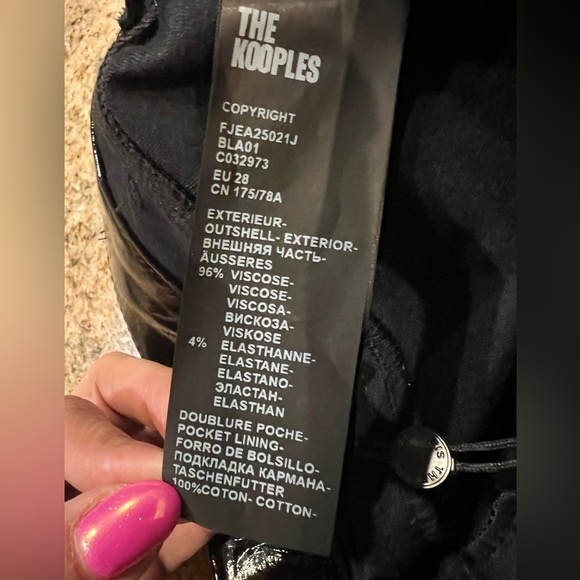 THE
KOOPLES
COPYRIGHT
FJEA25021J
BLA01
C032973
EU 28
CN 175/78A
EXTERIEUR-
OUTSHELL- EXTERIOR-
ВНЕШНЯЯ ЧАСТЬ-
ÄUSSERES
96% VISCOSE-
VISCOSE-
VISCOSA-
ВИСКОЗА-
VISKOSE
4% ELASTHANNE-
ELASTANE-
ELASTANO-
ЭЛАСТАН-
ELASTHAN
DOUBLURE POCHE-
POCKET LINING-
FORRO DE BOLSILLO-
ПОДКЛАДКА КАРМАНА-
TASCHENFUTTER
100%COTON- COTTON-